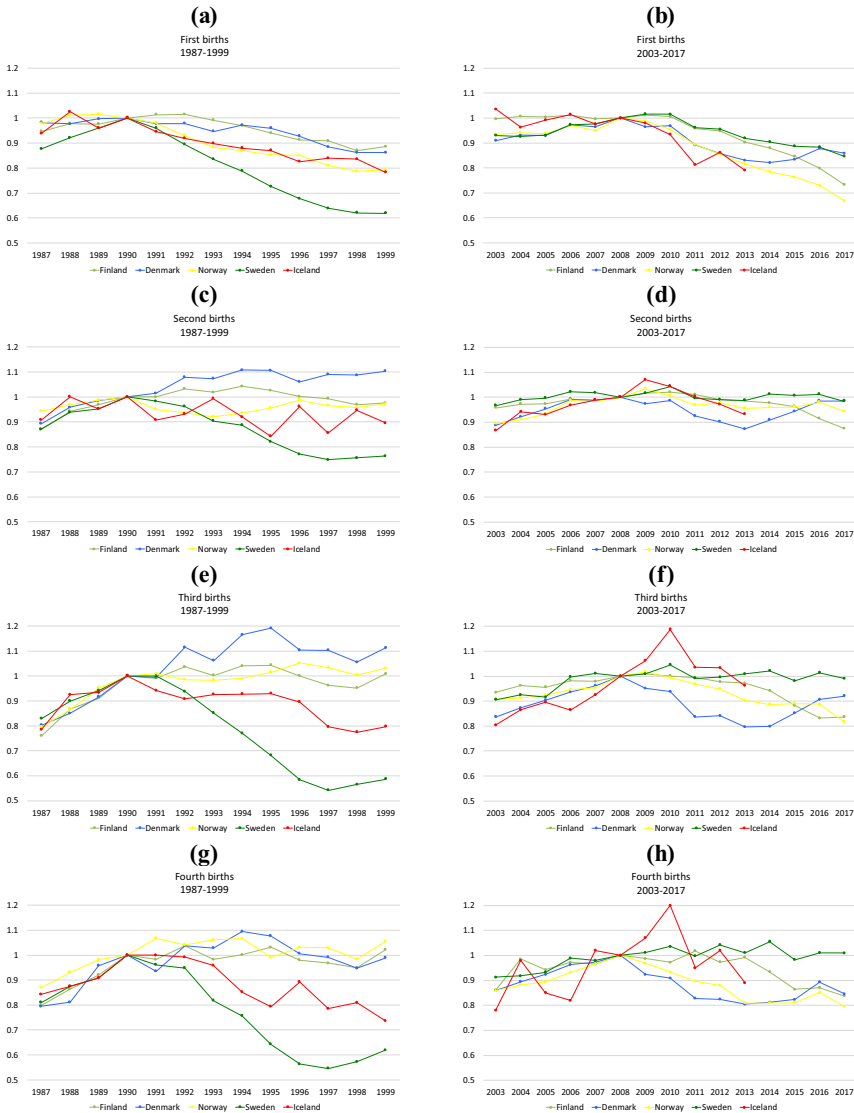 (a)
First births
1987-1999
1.2
1.1
1
0.9
0.8
0.7
0.6
0.5
1987 1988 1989 1990 1991 1992 1993 1994 1995 1996 1997 1998 1999
Finland Denmark Norway Sweden Iceland
(b)
First births
2003-2017
1.2
1.1
1
0.9
0.8
0.7
0.6
0.5
2003 2004 2005 2006 2007 2008 2009 2010 2011 2012 2013 2014 2015 2016 2017
Finland Denmark Norway Sweden Iceland
(c)
Second births
1987-1999
1.2
1.1
1
0.9
0.8
0.7
0.6
0.5
1987 1988 1989 1990 1991 1992 1993 1994 1995 1996 1997 1998 1999
Finland Denmark Norway Sweden Iceland
(d)
Second births
2003-2017
1.2
1.1
1
0.9
0.8
0.7
0.6
0.5
2003 2004 2005 2006 2007 2008 2009 2010 2011 2012 2013 2014 2015 2016 2017
Finland Denmark Norway Sweden Iceland
(e)
Third births
1987-1999
1.2
1.1
1
0.9
0.8
0.7
0.6
0.5
1987 1988 1989 1990 1991 1992 1993 1994 1995 1996 1997 1998 1999
Finland Denmark Norway Sweden Iceland
(f)
Third births
2003-2017
1.2
1.1
1
0.9
0.8
0.7
0.6
0.5
2003 2004 2005 2006 2007 2008 2009 2010 2011 2012 2013 2014 2015 2016 2017
Finland Denmark Norway Sweden Iceland
(g)
Fourth births
1987-1999
1.2
1.1
1
0.9
0.8
0.7
0.6
0.5
1987 1988 1989 1990 1991 1992 1993 1994 1995 1996 1997 1998 1999
Finland Denmark Norway Sweden Iceland
(h)
Fourth births
2003-2017
1.2
1.1
1
0.9
0.8
0.7
0.6
0.5
2003 2004 2005 2006 2007 2008 2009 2010 2011 2012 2013 2014 2015 2016 2017
Finland Denmark Norway Sweden Iceland